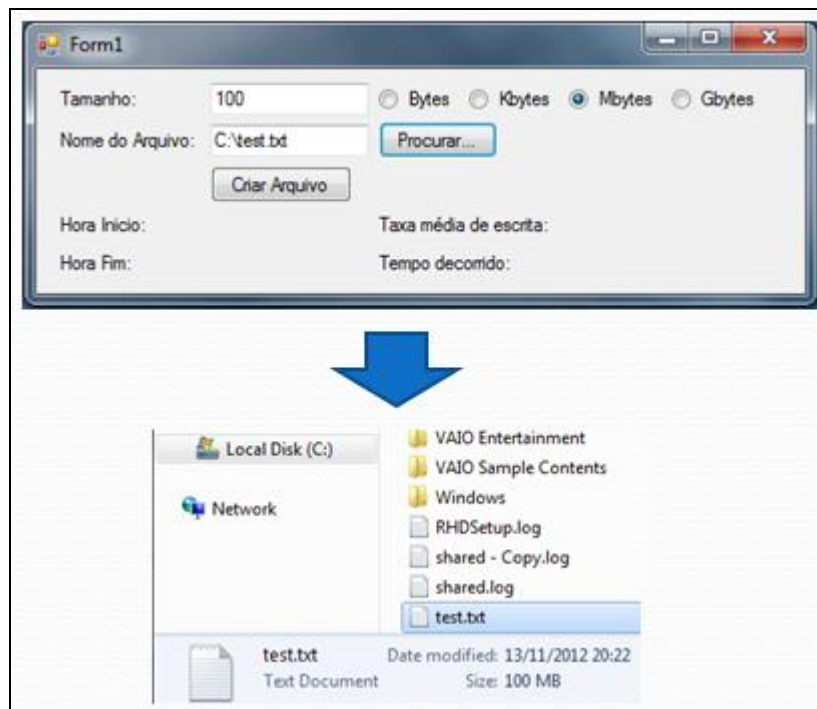 Form1
Tamanho: 100 Bytes Kbytes Mbytes Gbytes
Nome do Arquivo: C:\test.txt Procurar...
Criar Arquivo
Hora Inicio: Taxa média de escrita:
Hora Fim: Tempo decorrido:
Local Disk (C:)
Network
VAIO Entertainment
VAIO Sample Contents
Windows
RHDSetup.log
shared - Copy.log
shared.log
test.txt
test.txt Date modified: 13/11/2012 20:22
Text Document Size: 100 MB